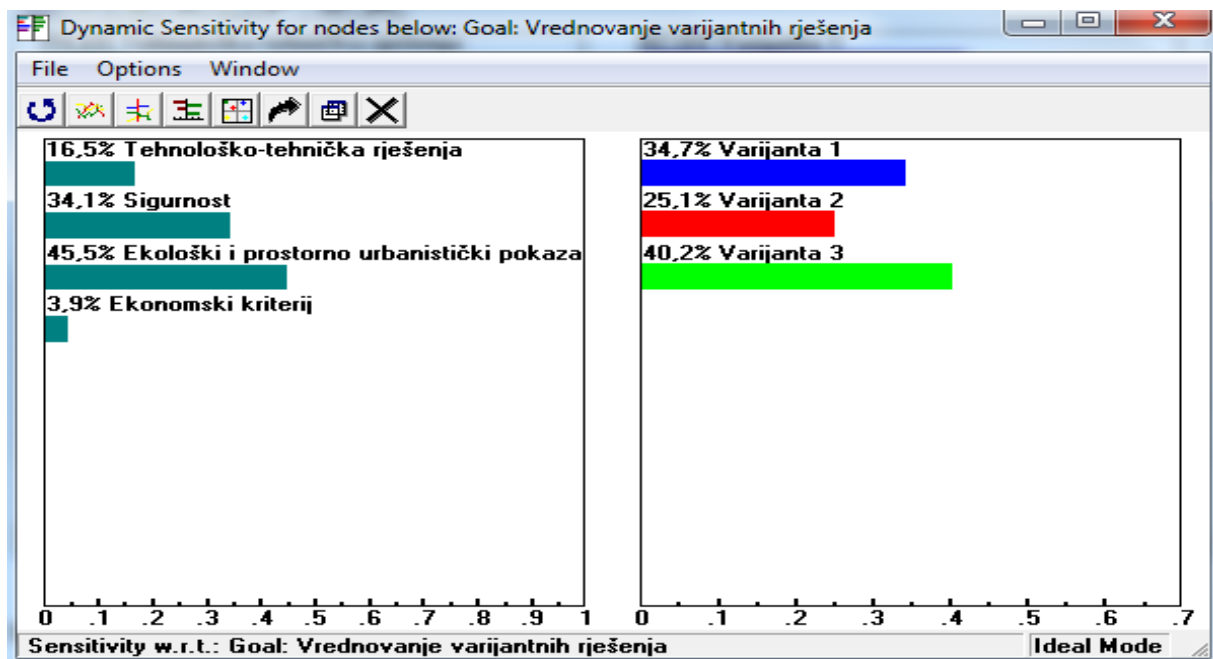 Dynamic Sensitivity for nodes below: Goal: Vrednovanje varijantnih rješenja
File Options Window
16,5% Tehnološko-tehnička rješenja
34,1% Sigurnost
45,5% Ekološki i prostorno urbanistički pokaza
3,9% Ekonomski kriterij
0 .1 .2 .3 .4 .5 .6 .7 .8 .9 1
34,7% Varijanta 1
25,1% Varijanta 2
40,2% Varijanta 3
0 .1 .2 .3 .4 .5 .6 .7
Sensitivity w.r.t.: Goal: Vrednovanje varijantnih rješenja
Ideal Mode